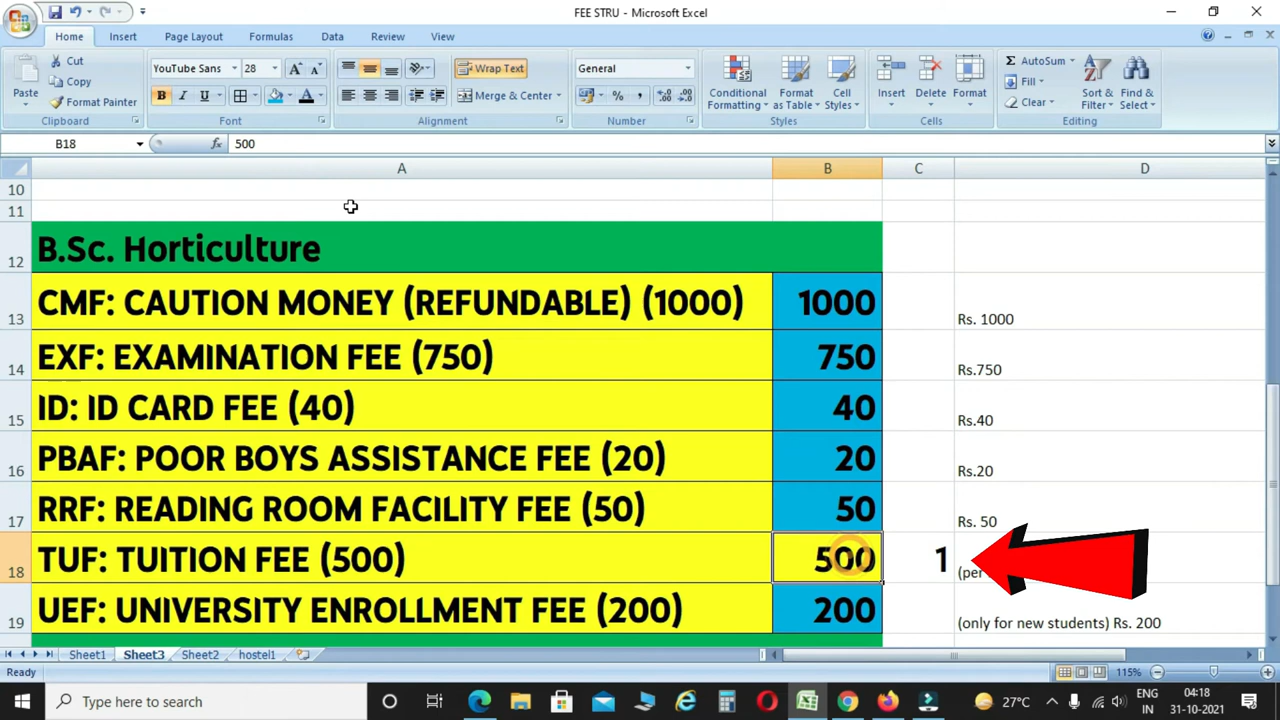 FEE STRU - Microsoft Excel
Home Insert Page Layout Formulas Data Review View
Paste Cut Copy Format Painter
YouTube Sans 28
B I U
Wrap Text
Merge & Center
General
% ,
Conditional Formatting Format as Table Cell Styles
Insert Delete Format
AutoSum Fill Clear
Sort & Filter Find & Select
Clipboard Font Alignment Number Styles Cells Editing
B18 fx 500
A B C D
10
11
12 B.Sc. Horticulture
13 CMF: CAUTION MONEY (REFUNDABLE) (1000) 1000 Rs. 1000
14 EXF: EXAMINATION FEE (750) 750 Rs.750
15 ID: ID CARD FEE (40) 40 Rs.40
16 PBAF: POOR BOYS ASSISTANCE FEE (20) 20 Rs.20
17 RRF: READING ROOM FACILITY FEE (50) 50 Rs. 50
18 TUF: TUITION FEE (500) 500 1 (per
19 UEF: UNIVERSITY ENROLLMENT FEE (200) 200 (only for new students) Rs. 200
Sheet1 Sheet3 Sheet2 hostel1
Ready 115%
Type here to search 27°C ENG IN 04:18 31-10-2021